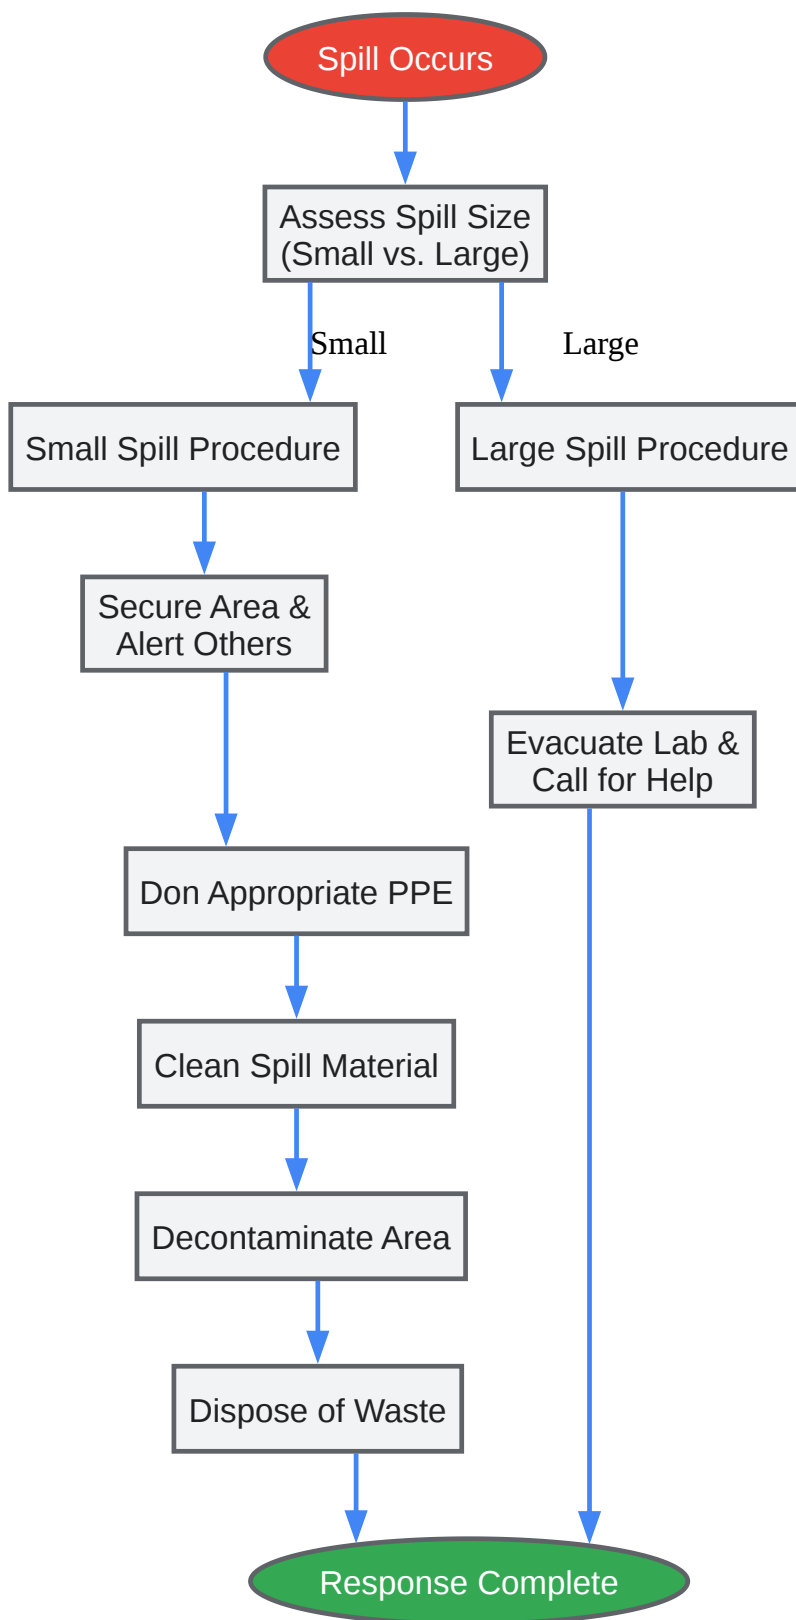 Spill Occurs
Assess Spill Size
(Small vs. Large)
Small
Large
Small Spill Procedure
Large Spill Procedure
Secure Area &
Alert Others
Evacuate Lab &
Call for Help
Don Appropriate PPE
Clean Spill Material
Decontaminate Area
Dispose of Waste
Response Complete